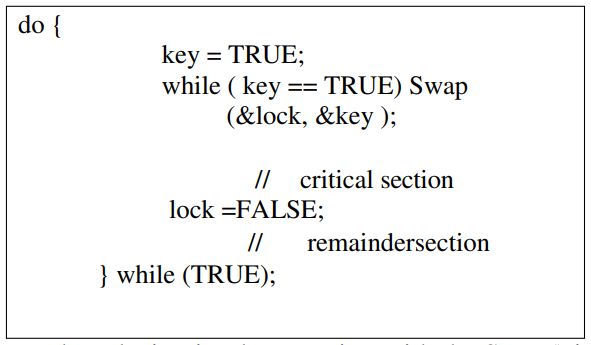 do {
key = TRUE;
while ( key == TRUE) Swap
(&lock, &key );
// critical section
lock =FALSE;
// remaindersection
} while (TRUE);